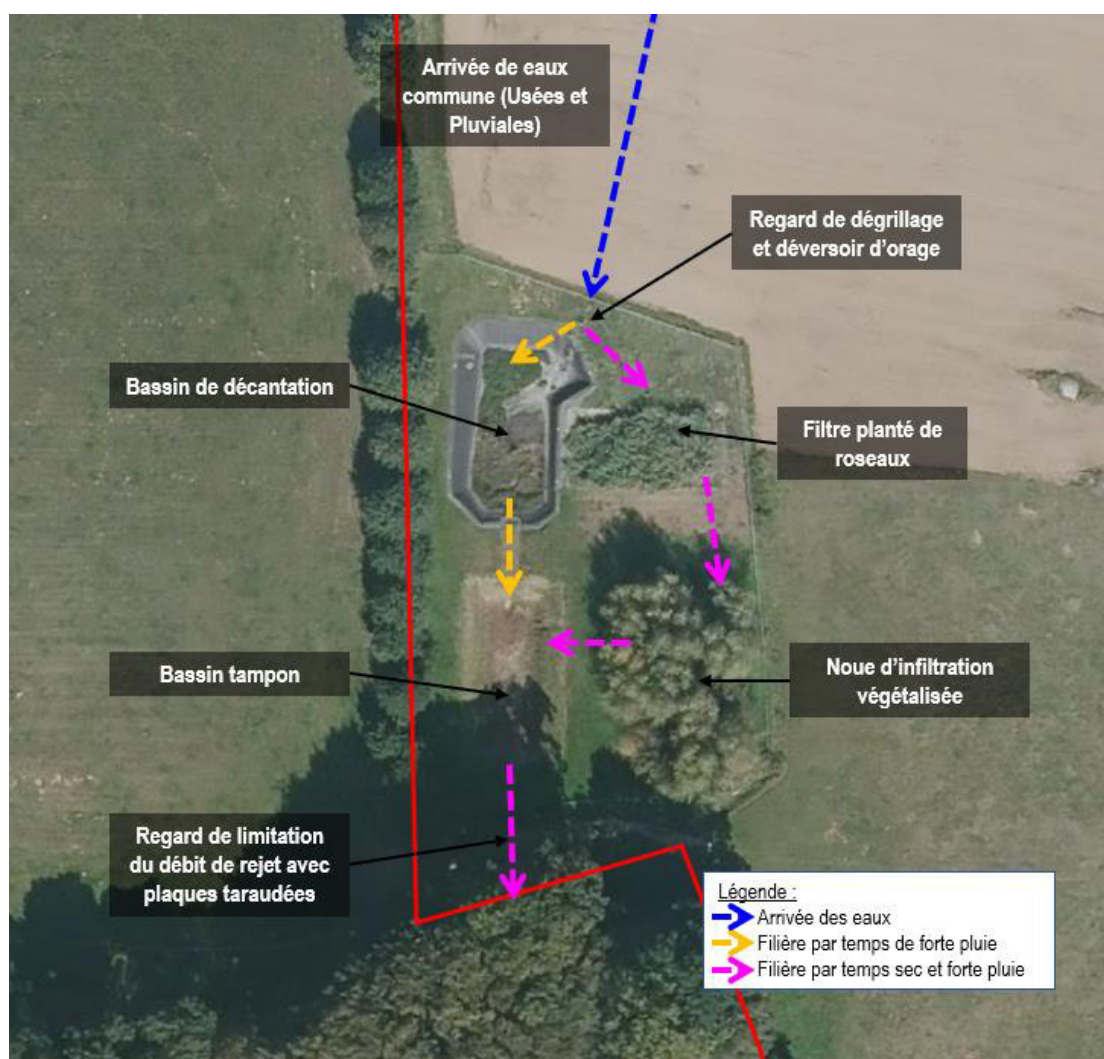 Arrivée de eaux
commune (Usées et
Pluviales)
Regard de dégrillage
et déversoir d'orage
Bassin de décantation
Filtre planté de
roseaux
Bassin tampon
Noue d'infiltration
végétalisée
Regard de limitation
du débit de rejet avec
plaques taraudées
Légende :
Arrivée des eaux
Filière par temps de forte pluie
Filière par temps sec et forte pluie